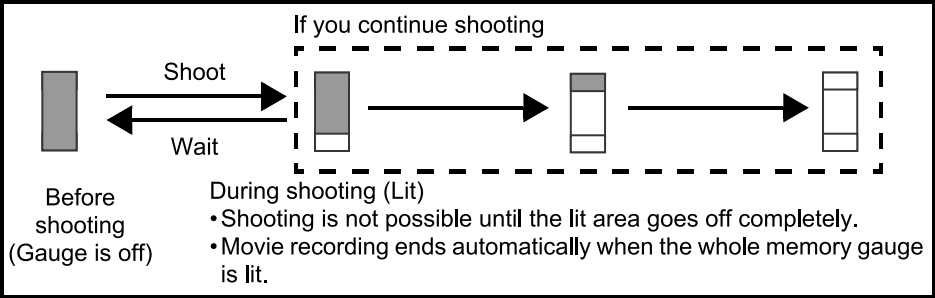 If you continue shooting
Shoot
Wait
Before
shooting
(Gauge is off)
During shooting (Lit)
•Shooting is not possible until the lit area goes off completely.
•Movie recording ends automatically when the whole memory gauge
is lit.